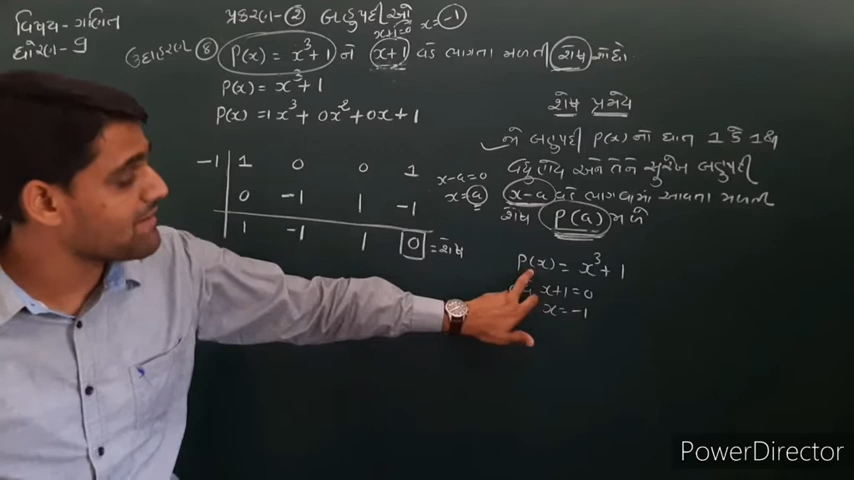 વિષય-ગણિત
ધોરણ-9
પ્રકરણ-② બહુપદીઓ
x+1=0
x=-1
ઉદાહરણ ⑧ P(x) = x³+1 ને x+1 વડે ભાગતા મળતી શેષ શોધો.
P(x) = x³+1
P(x) = 1x³ + 0x² + 0x + 1
-1 | 1 0 0 1
0 -1 1 -1
1 -1 1 0 = શેષ
શેષ પ્રમેય
✓ જો બહુપદી P(x) નો ઘાત 1 કે 1થી
વધુ હોય અને તેને સુરેખ બહુપદી
x-a વડે ભાગવામાં આવતા મળતી
શેષ P(a) મળે
x-a=0
x=a
P(x) = x³+1
x+1=0
x=-1
PowerDirector